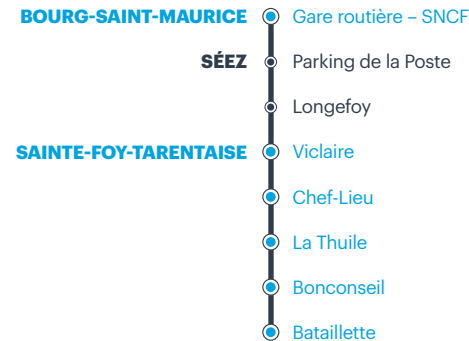 BOURG-SAINT-MAURICE Gare routière – SNCF
SÉEZ Parking de la Poste
Longefoy
SAINTE-FOY-TARENTAISE Viclaire
Chef-Lieu
La Thuile
Bonconseil
Bataillette